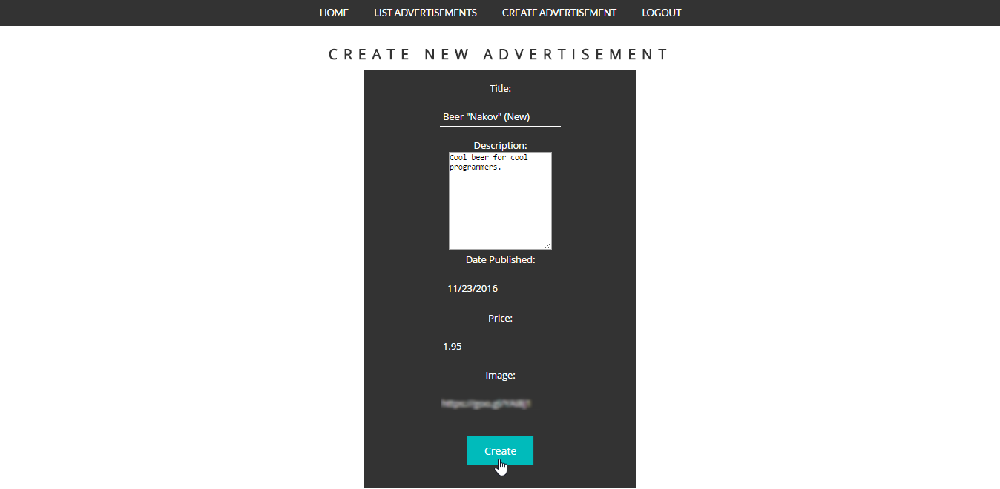 HOME LIST ADVERTISEMENTS CREATE ADVERTISEMENT LOGOUT
CREATE NEW ADVERTISEMENT
Title:
Beer "Nakov" (New)
Description:
Cool beer for cool
programmers.
Date Published:
11/23/2016
Price:
1.95
Image:
Create